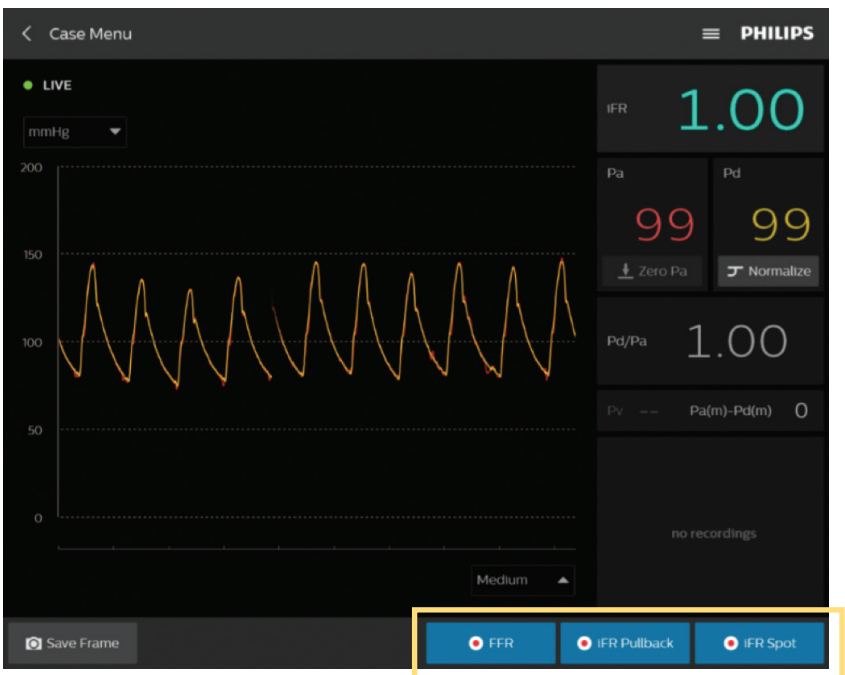 Case Menu
PHILIPS
LIVE
mmHg
200
150
100
50
0
Medium
iFR 1.00
Pa Pd
99 99
Zero Pa Normalize
Pd/Pa 1.00
Pv -- Pa(m)-Pd(m) 0
no recordings
Save Frame
FFR
iFR Pullback
iFR Spot